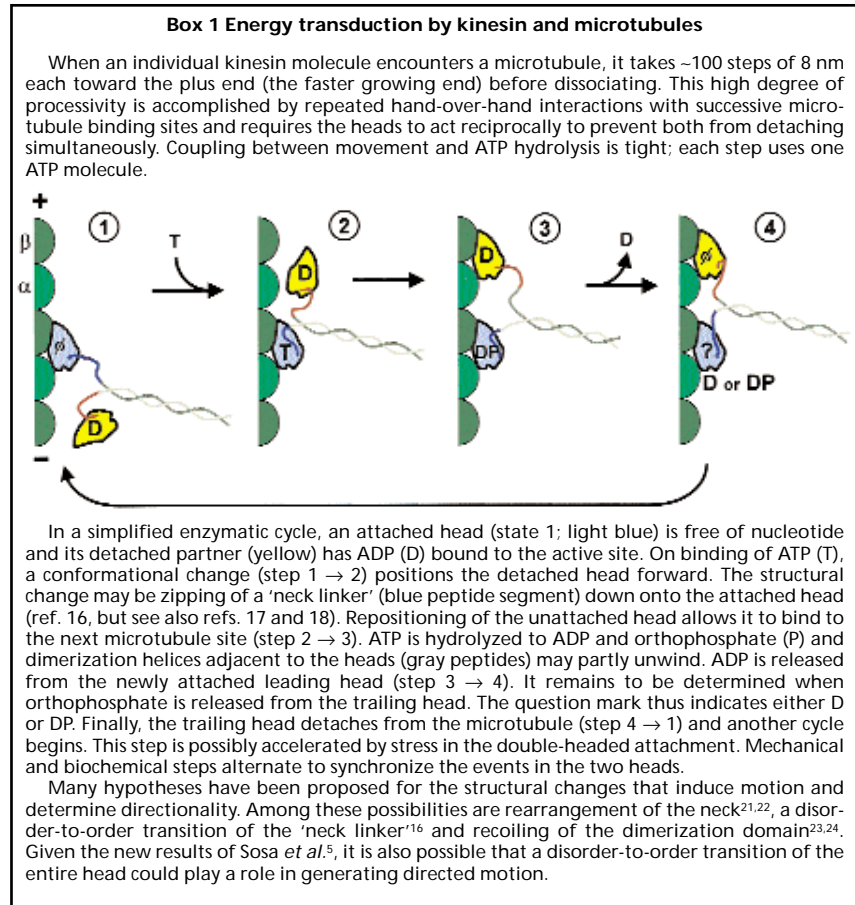 Box 1 Energy transduction by kinesin and microtubules
When an individual kinesin molecule encounters a microtubule, it takes ~100 steps of 8 nm
each toward the plus end (the faster growing end) before dissociating. This high degree of
processivity is accomplished by repeated hand-over-hand interactions with successive micro-
tubule binding sites and requires the heads to act reciprocally to prevent both from detaching
simultaneously. Coupling between movement and ATP hydrolysis is tight; each step uses one
ATP molecule.
+ 1 T 2 3 D 4
β D D ø
α
ø T DP ?
D or DP
D
−
In a simplified enzymatic cycle, an attached head (state 1; light blue) is free of nucleotide
and its detached partner (yellow) has ADP (D) bound to the active site. On binding of ATP (T),
a conformational change (step 1 → 2) positions the detached head forward. The structural
change may be zipping of a 'neck linker' (blue peptide segment) down onto the attached head
(ref. 16, but see also refs. 17 and 18). Repositioning of the unattached head allows it to bind to
the next microtubule site (step 2 → 3). ATP is hydrolyzed to ADP and orthophosphate (P) and
dimerization helices adjacent to the heads (gray peptides) may partly unwind. ADP is released
from the newly attached leading head (step 3 → 4). It remains to be determined when
orthophosphate is released from the trailing head. The question mark thus indicates either D
or DP. Finally, the trailing head detaches from the microtubule (step 4 → 1) and another cycle
begins. This step is possibly accelerated by stress in the double-headed attachment. Mechanical
and biochemical steps alternate to synchronize the events in the two heads.
Many hypotheses have been proposed for the structural changes that induce motion and
determine directionality. Among these possibilities are rearrangement of the neck21,22, a disor-
der-to-order transition of the 'neck linker'16 and recoiling of the dimerization domain23,24.
Given the new results of Sosa et al.5, it is also possible that a disorder-to-order transition of the
entire head could play a role in generating directed motion.